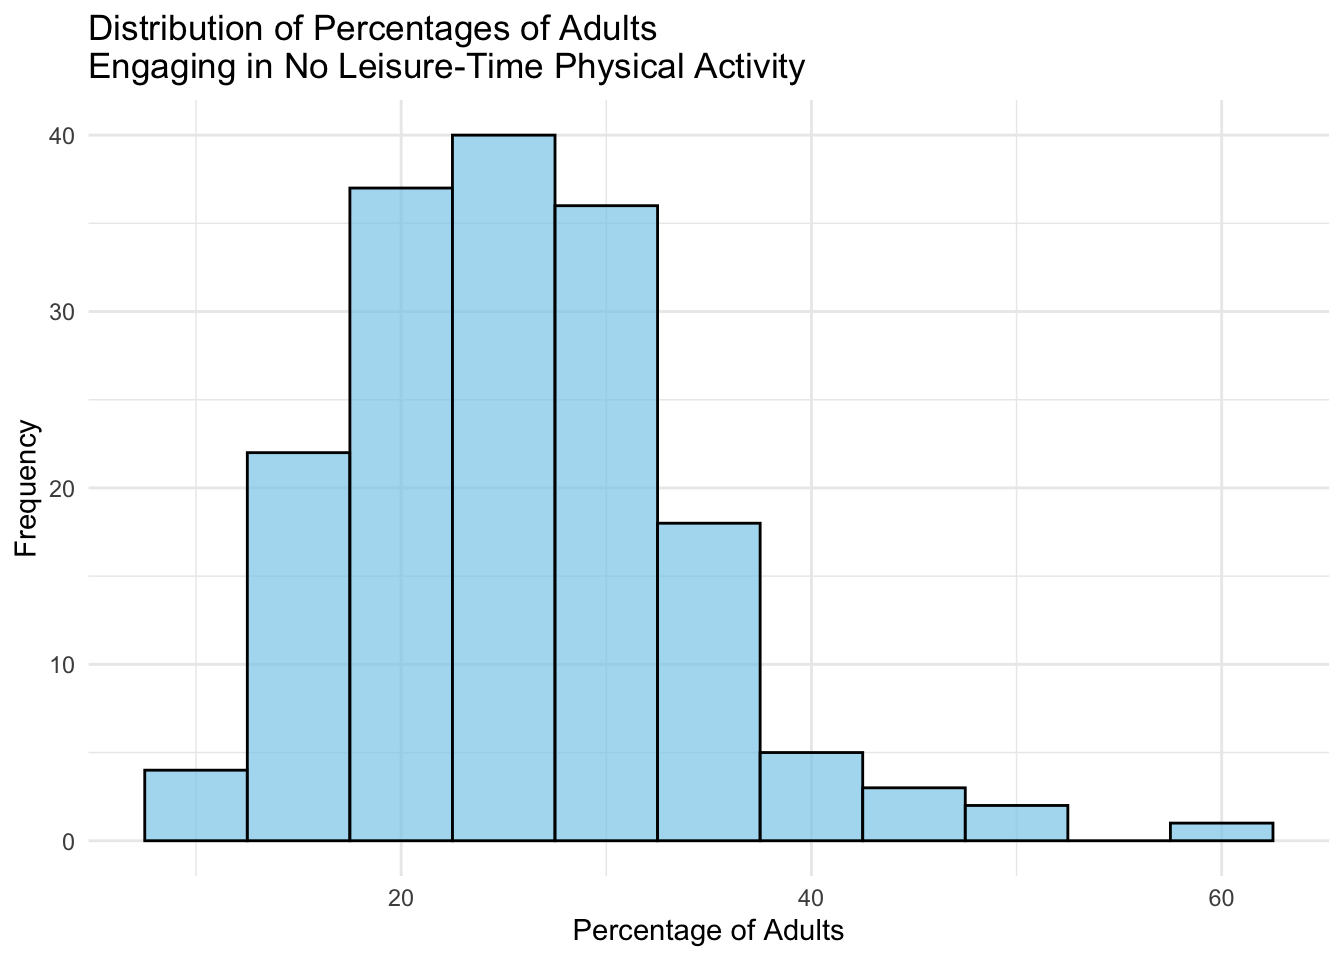 Distribution of Percentages of Adults
Engaging in No Leisure-Time Physical Activity
40
30
20
10
0
Frequency
20 40 60
Percentage of Adults